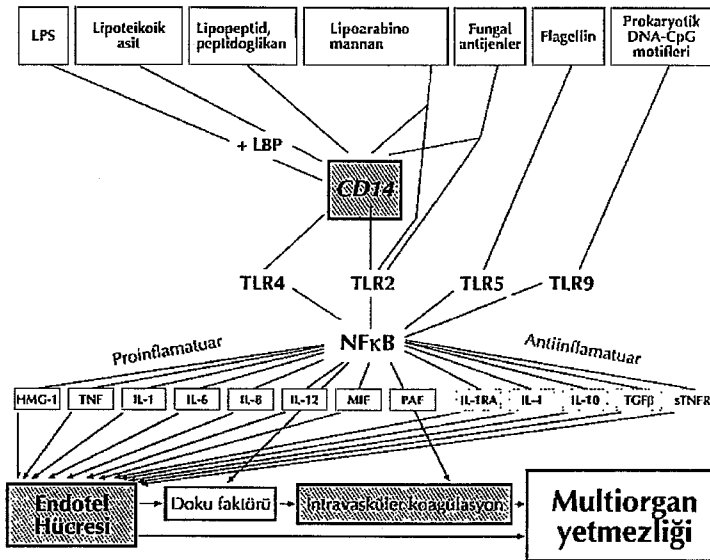 LPS
Lipoteikoik
asit
Lipopeptid,
peptidoglikan
Lipoarabino
mannan
Fungal
antijenler
Flagellin
Prokaryotik
DNA-CpG
motifleri
+ LBP
CD14
TLR4
TLR2
TLR5
TLR9
NFκB
Proinflamatuar
Antiinflamatuar
HMG-1
TNF
IL-1
IL-6
IL-8
IL-12
MIF
PAF
IL-1RA
IL-4
IL-10
TGFβ
sTNFR
Endotel
Hücresi
Doku faktörü
İntravasküler koagülasyon
Multiorgan
yetmezliği